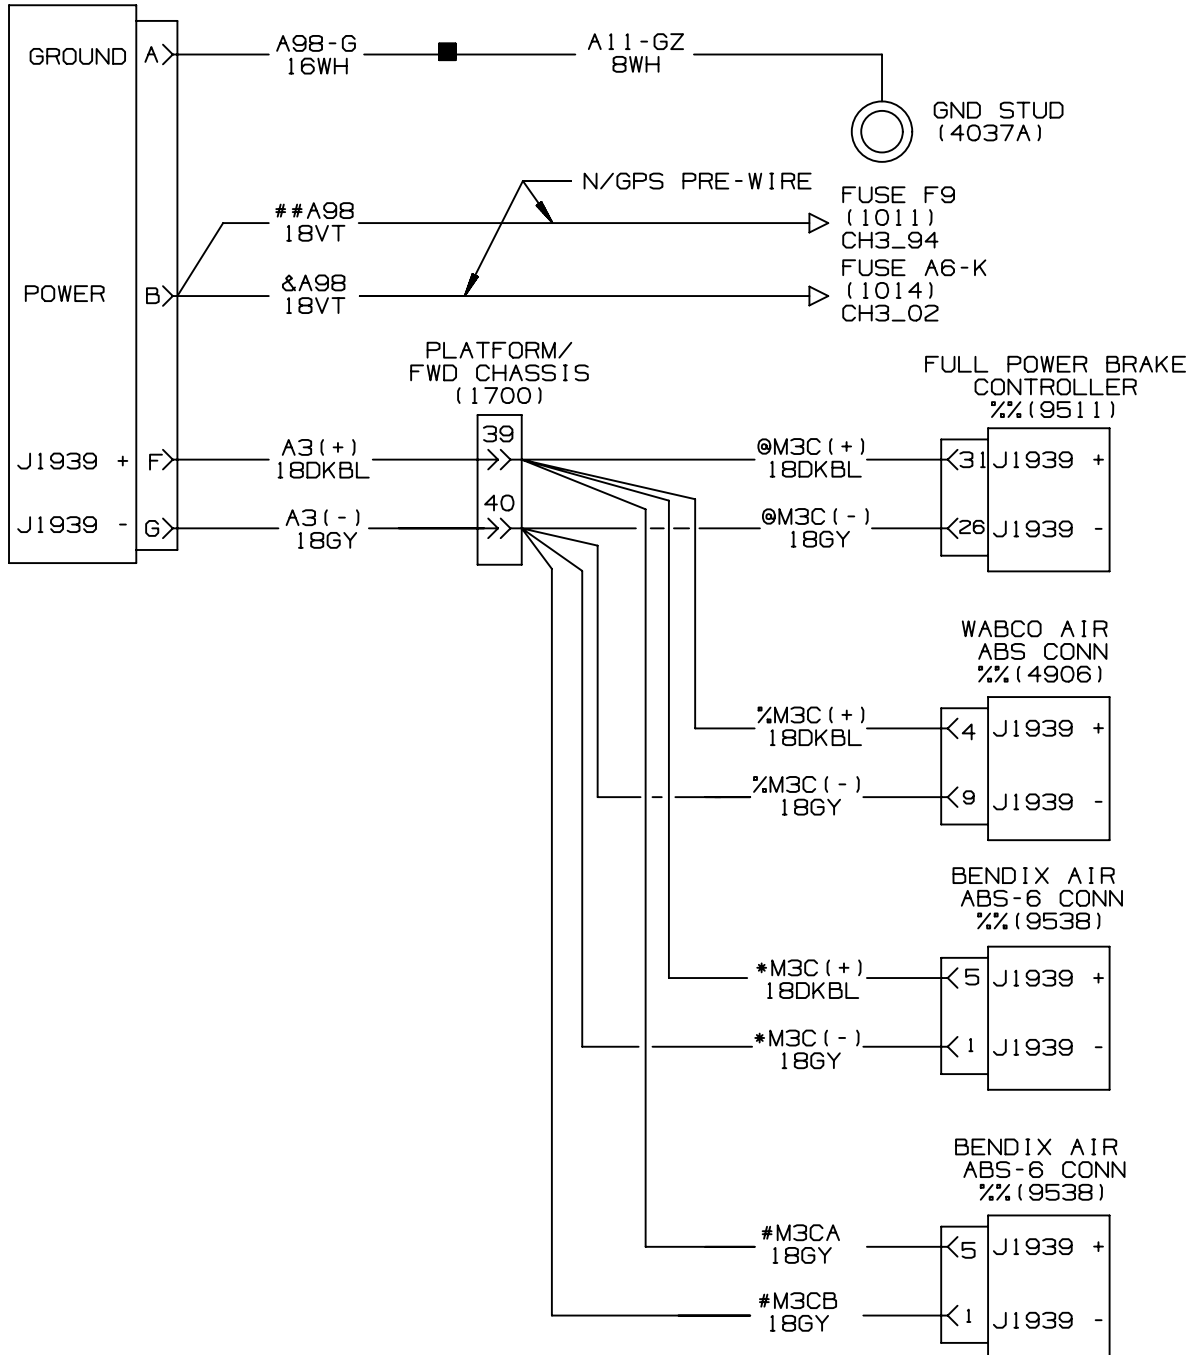 GROUND A A98-G
16WH
A11-GZ
8WH
GND STUD
(4037A)
N/GPS PRE-WIRE
##A98
18VT
FUSE F9
(1011)
CH3_94
POWER B &A98
18VT
FUSE A6-K
(1014)
CH3_02
PLATFORM/
FWD CHASSIS
(1700)
FULL POWER BRAKE
CONTROLLER
%%(9511)
J1939 + F A3(+)
18DKBL
39
@M3C(+)
18DKBL
31 J1939 +
J1939 - G A3(-)
18GY
40
@M3C(-)
18GY
26 J1939 -
WABCO AIR
ABS CONN
%%(4906)
%M3C(+)
18DKBL
4 J1939 +
%M3C(-)
18GY
9 J1939 -
BENDIX AIR
ABS-6 CONN
%%(9538)
*M3C(+)
18DKBL
5 J1939 +
*M3C(-)
18GY
1 J1939 -
BENDIX AIR
ABS-6 CONN
%%(9538)
#M3CA
18GY
5 J1939 +
#M3CB
18GY
1 J1939 -